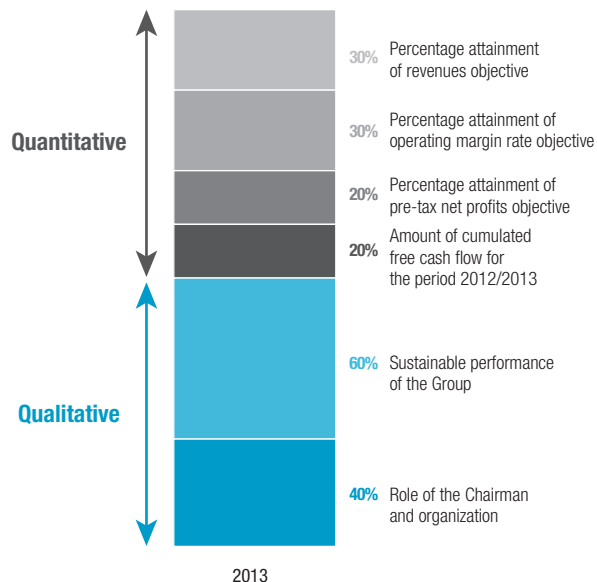 30% Percentage attainment
of revenues objective
Quantitative
30% Percentage attainment of
operating margin rate objective
20% Percentage attainment of
pre-tax net profits objective
20% Amount of cumulated
free cash flow for
the period 2012/2013
60% Sustainable performance
of the Group
Qualitative
40% Role of the Chairman
and organization
2013